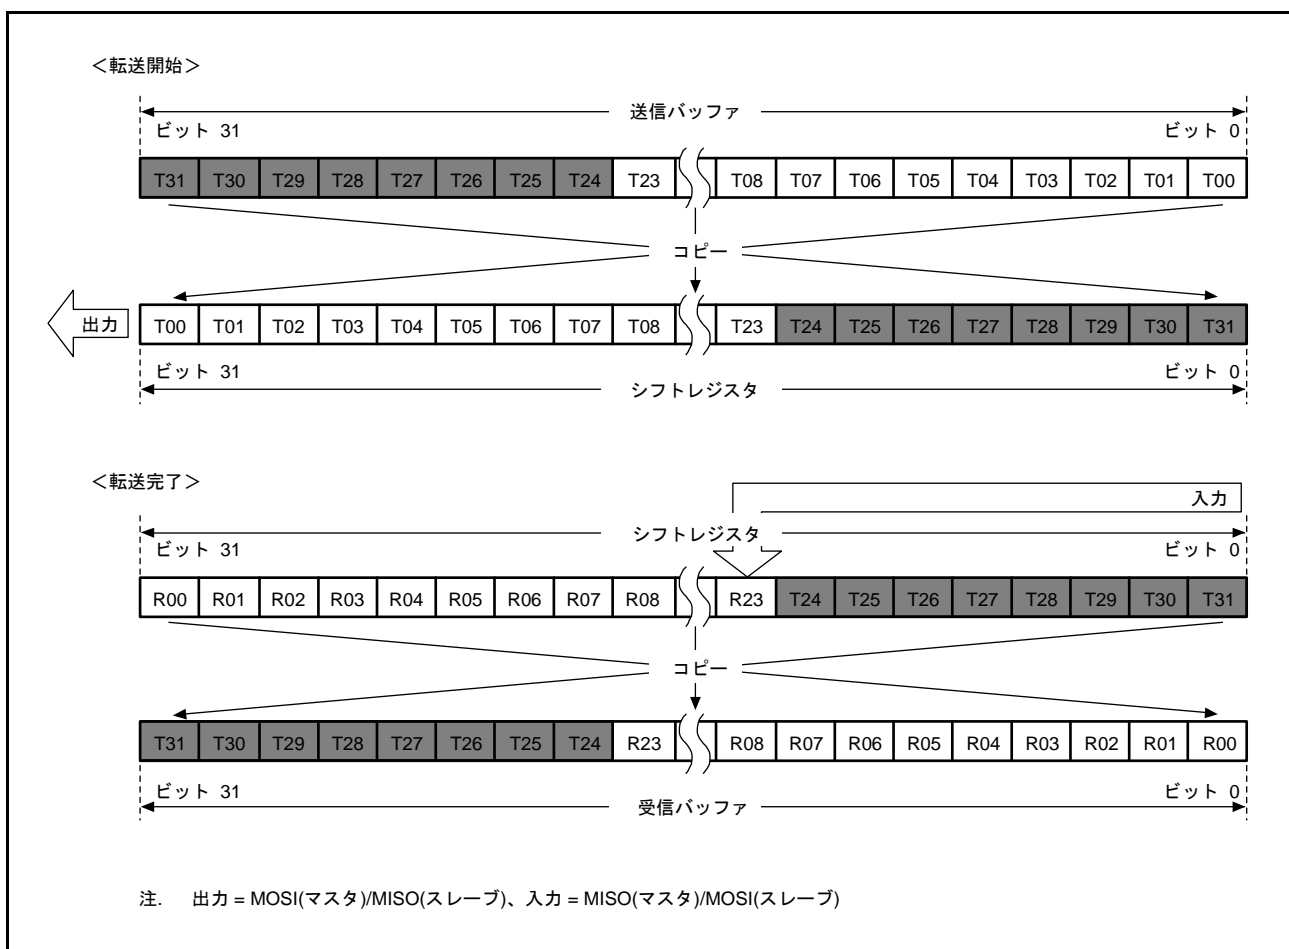 <転送開始>
送信バッファ
ビット 31 ビット 0
T31 T30 T29 T28 T27 T26 T25 T24 T23 T08 T07 T06 T05 T04 T03 T02 T01 T00
コピー
出力 T00 T01 T02 T03 T04 T05 T06 T07 T08 T23 T24 T25 T26 T27 T28 T29 T30 T31
ビット 31 ビット 0
シフトレジスタ
<転送完了>
入力
シフトレジスタ
ビット 31 ビット 0
R00 R01 R02 R03 R04 R05 R06 R07 R08 R23 T24 T25 T26 T27 T28 T29 T30 T31
コピー
T31 T30 T29 T28 T27 T26 T25 T24 R23 R08 R07 R06 R05 R04 R03 R02 R01 R00
ビット 31 ビット 0
受信バッファ
注. 出力 = MOSI(マスタ)/MISO(スレーブ)、入力 = MISO(マスタ)/MOSI(スレーブ)